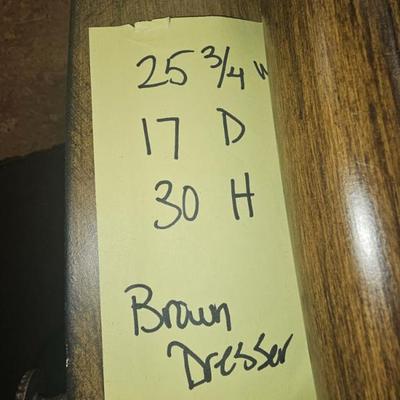 25 3/4 W
17 D
30 H
Brown
Dresser